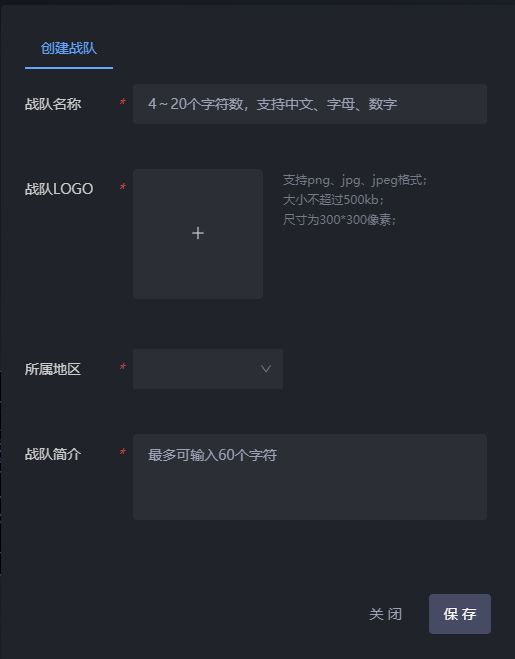 创建战队
战队名称 * 4～20个字符数，支持中文、字母、数字
战队LOGO *
支持png、jpg、jpeg格式；
大小不超过500kb；
尺寸为300*300像素；
所属地区 *
战队简介 * 最多可输入60个字符
关闭 保存